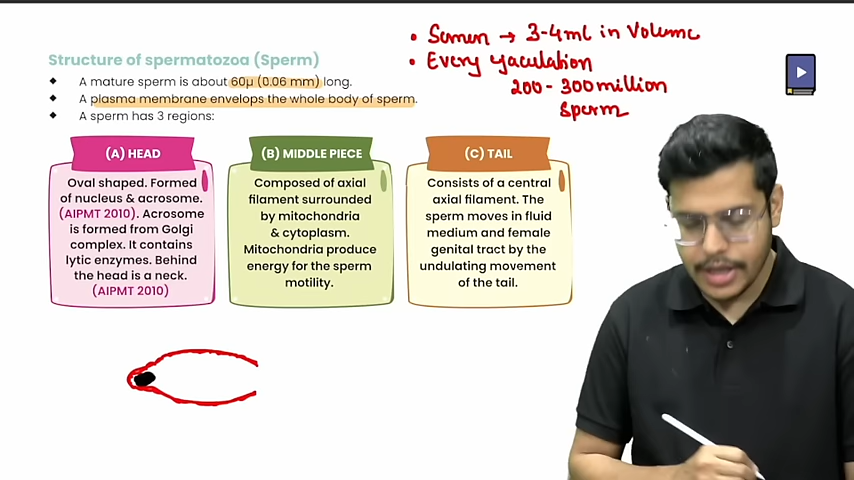 • Semen → 3-4ml in Volume
Structure of spermatozoa (Sperm)
• Every yaculation
❖ A mature sperm is about 60μ (0.06 mm) long.
200 - 300 million
❖ A plasma membrane envelops the whole body of sperm.
Sperm
❖ A sperm has 3 regions:
(A) HEAD
Oval shaped. Formed
of nucleus & acrosome.
(AIPMT 2010). Acrosome
is formed from Golgi
complex. It contains
lytic enzymes. Behind
the head is a neck.
(AIPMT 2010)
(B) MIDDLE PIECE
Composed of axial
filament surrounded
by mitochondria
& cytoplasm.
Mitochondria produce
energy for the sperm
motility.
(C) TAIL
Consists of a central
axial filament. The
sperm moves in fluid
medium and female
genital tract by the
undulating movement
of the tail.